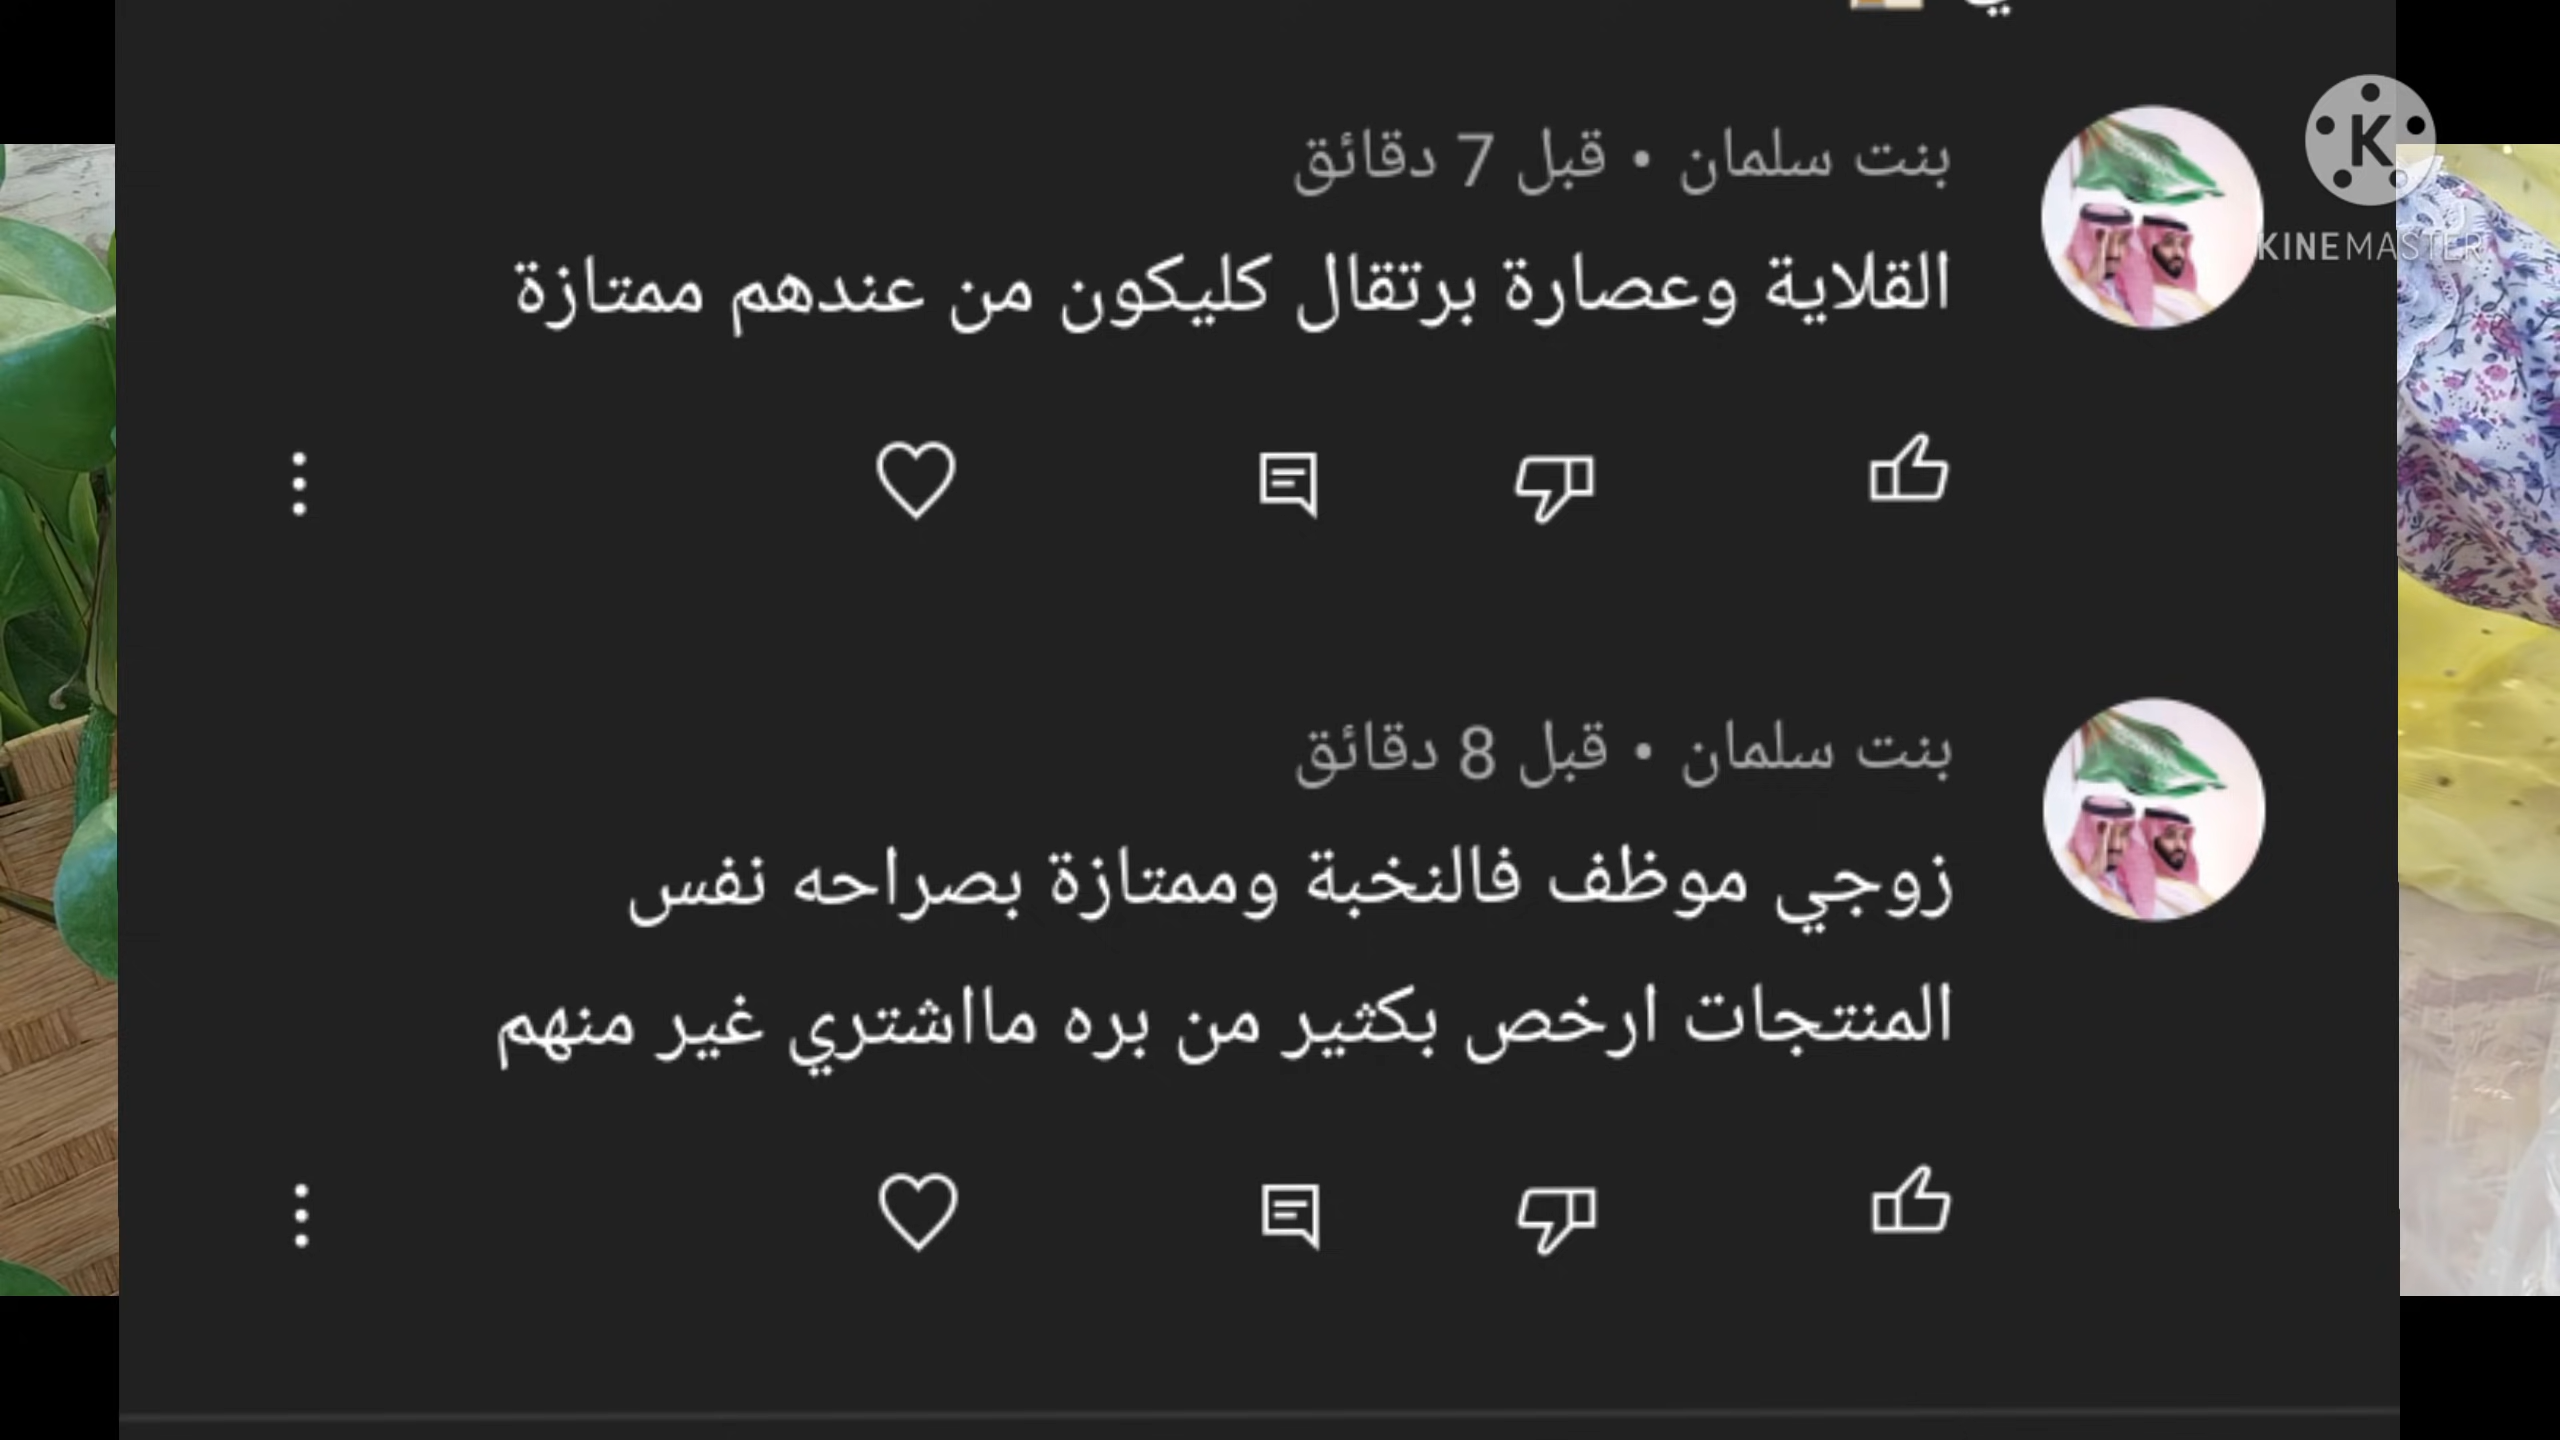 بنت سلمان • قبل 7 دقائق
القلاية وعصارة برتقال كليكون من عندهم ممتازة
بنت سلمان • قبل 8 دقائق
زوجي موظف فالنخبة وممتازة بصراحه نفس
المنتجات ارخص بكثير من بره مااشتري غير منهم
K
KINEMASTER